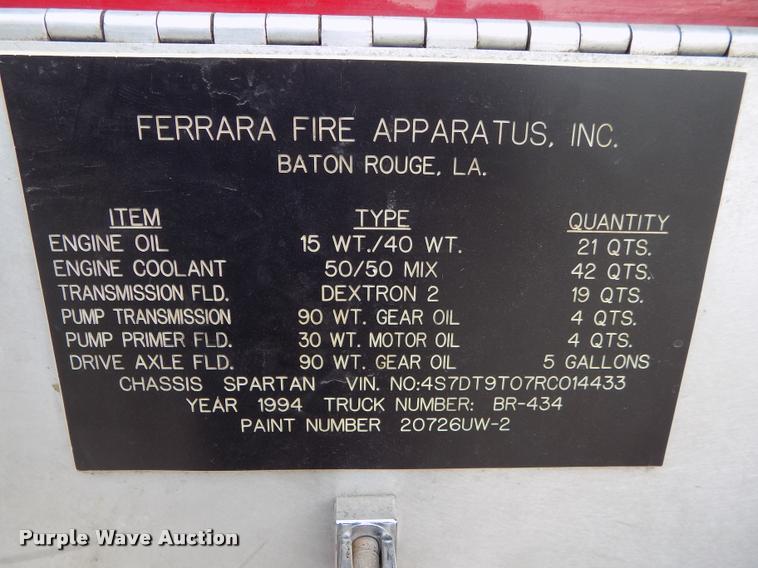 FERRARA FIRE APPARATUS, INC.
BATON ROUGE, LA.
ITEM TYPE QUANTITY
ENGINE OIL 15 WT./40 WT. 21 QTS.
ENGINE COOLANT 50/50 MIX 42 QTS.
TRANSMISSION FLD. DEXTRON 2 19 QTS.
PUMP TRANSMISSION 90 WT. GEAR OIL 4 QTS.
PUMP PRIMER FLD. 30 WT. MOTOR OIL 4 QTS.
DRIVE AXLE FLD. 90 WT. GEAR OIL 5 GALLONS
CHASSIS SPARTAN VIN. NO:4S7DT9T07RC014433
YEAR 1994 TRUCK NUMBER: BR-434
PAINT NUMBER 20726UW-2
Purple Wave Auction